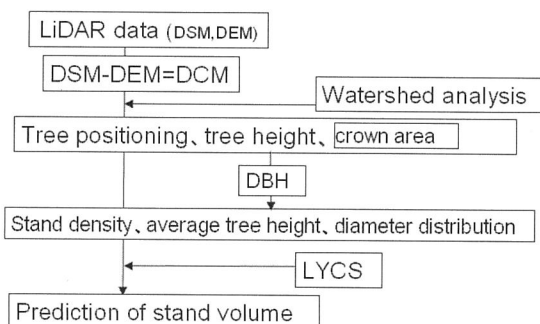 LiDAR data (DSM,DEM)
DSM-DEM=DCM
Watershed analysis
Tree positioning、tree height、crown area
DBH
Stand density、average tree height、diameter distribution
LYCS
Prediction of stand volume